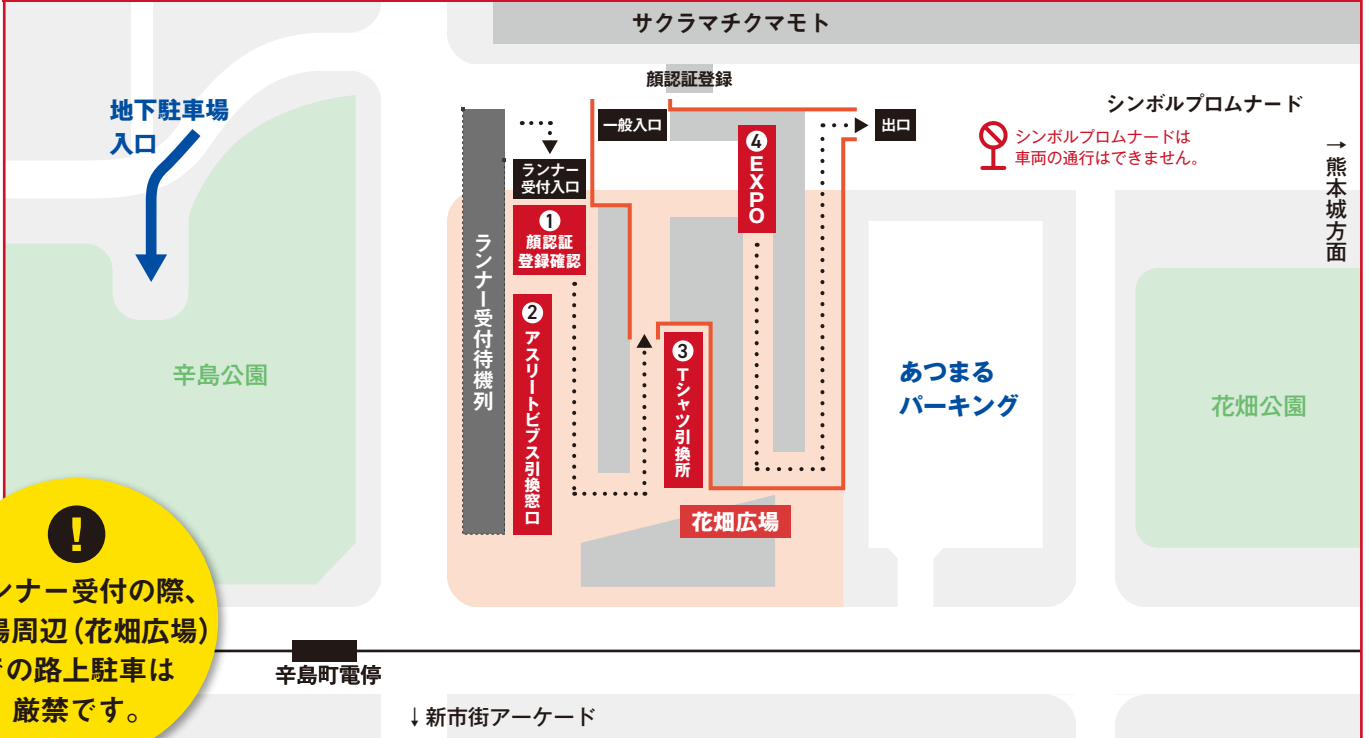 サクラマチクマモト
顔認証登録
地下駐車場
入口
一般入口
出口
シンボルプロムナード
シンボルプロムナードは
車両の通行はできません。
→熊本城方面
ランナー
受付入口
①
顔認証
登録確認
ランナー受付待機列
②アスリートビブス引換窓口
③Tシャツ引換所
④EXPO
辛島公園
あつまる
パーキング
花畑公園
花畑広場
!
ンナー受付の際、
場周辺(花畑広場)
の路上駐車は
厳禁です。
辛島町電停
↓新市街アーケード